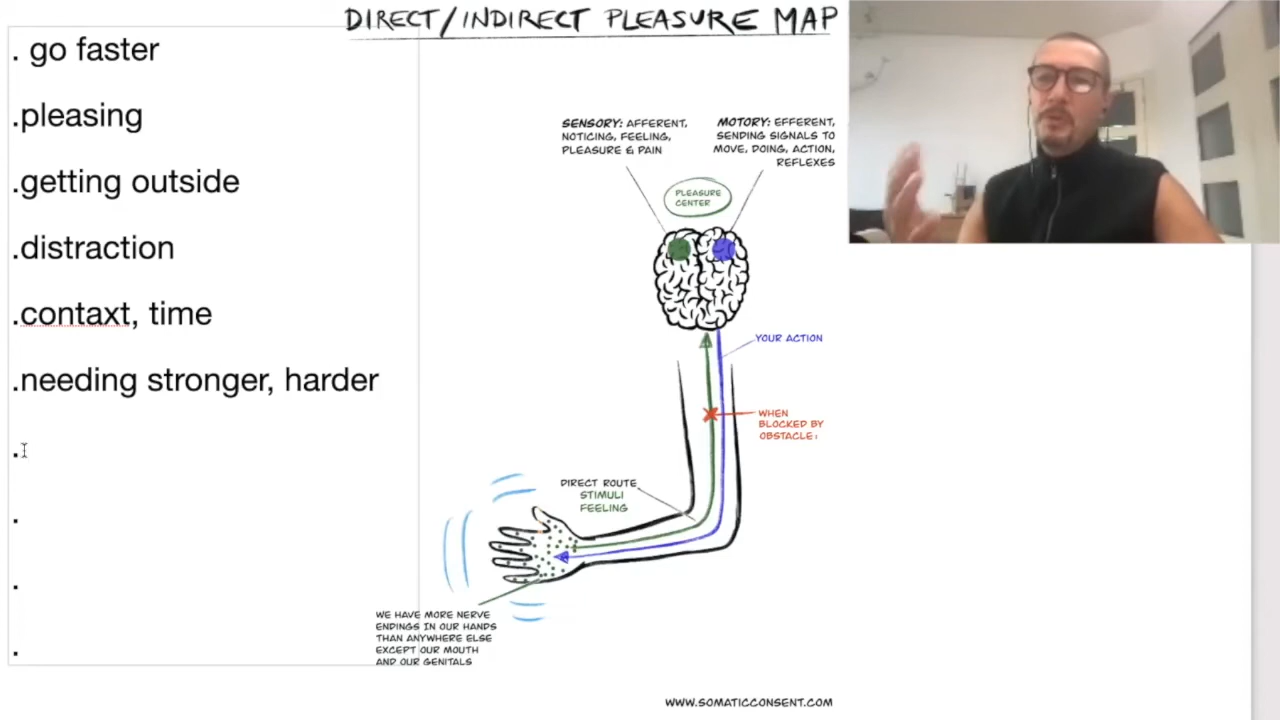 DIRECT/INDIRECT PLEASURE MAP
. go faster
.pleasing
.getting outside
.distraction
.contaxt, time
.needing stronger, harder
.
.
.
.
SENSORY: AFFERENT,
NOTICING, FEELING,
PLEASURE & PAIN
MOTORY: EFFERENT,
SENDING SIGNALS TO
MOVE, DOING, ACTION,
REFLEXES
PLEASURE
CENTER
YOUR ACTION
WHEN
BLOCKED BY
OBSTACLE:
DIRECT ROUTE
STIMULI
FEELING
WE HAVE MORE NERVE
ENDINGS IN OUR HANDS
THAN ANYWHERE ELSE
EXCEPT OUR MOUTH
AND OUR GENITALS
WWW.SOMATICCONSENT.COM